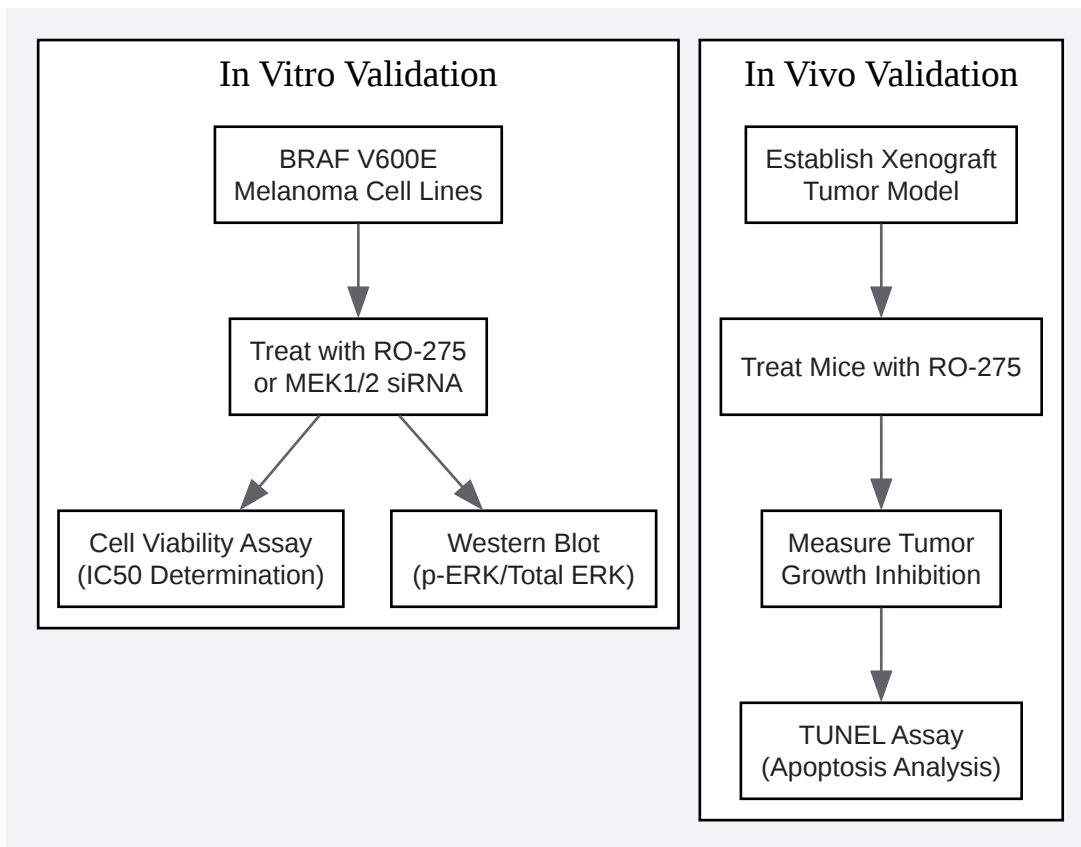 In Vitro Validation
BRAF V600E
Melanoma Cell Lines
Treat with RO-275
or MEK1/2 siRNA
Cell Viability Assay
(IC50 Determination)
Western Blot
(p-ERK/Total ERK)
In Vivo Validation
Establish Xenograft
Tumor Model
Treat Mice with RO-275
Measure Tumor
Growth Inhibition
TUNEL Assay
(Apoptosis Analysis)